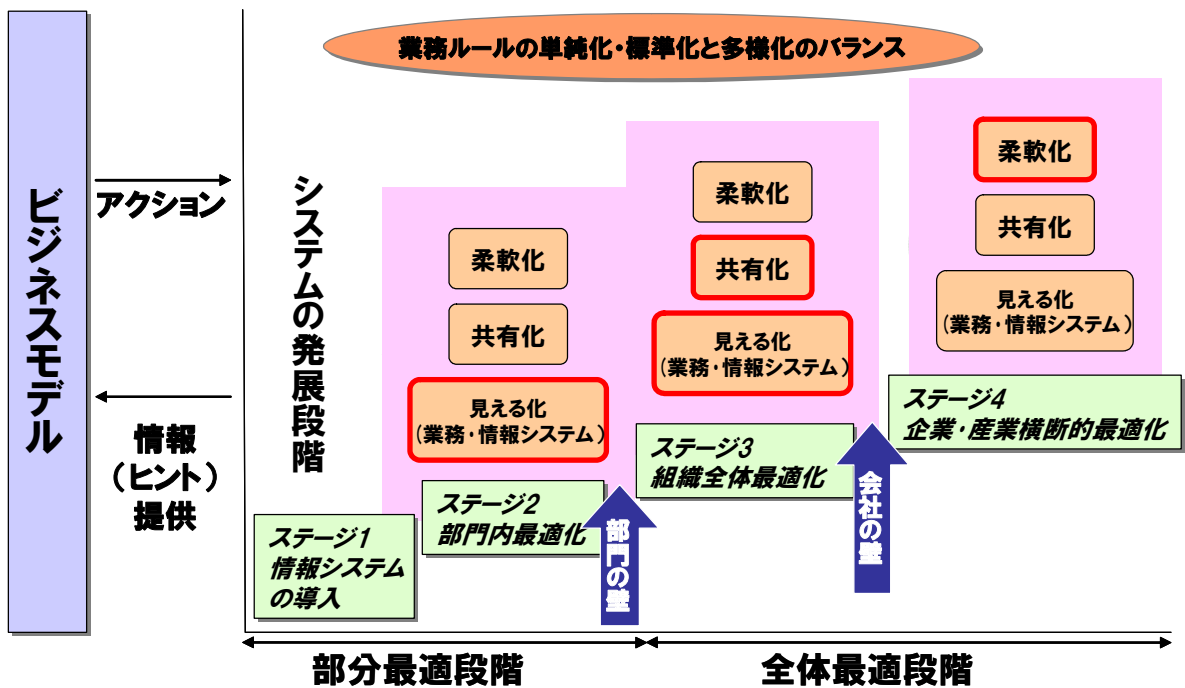 業務ルールの単純化・標準化と多様化のバランス
ビジネスモデル
アクション
情報
（ヒント）
提供
システムの発展段階
柔軟化
共有化
見える化
（業務・情報システム）
柔軟化
共有化
見える化
（業務・情報システム）
柔軟化
共有化
見える化
（業務・情報システム）
ステージ1
情報システム
の導入
ステージ2
部門内最適化
部門の壁
ステージ3
組織全体最適化
会社の壁
ステージ4
企業・産業横断的最適化
部分最適段階
全体最適段階